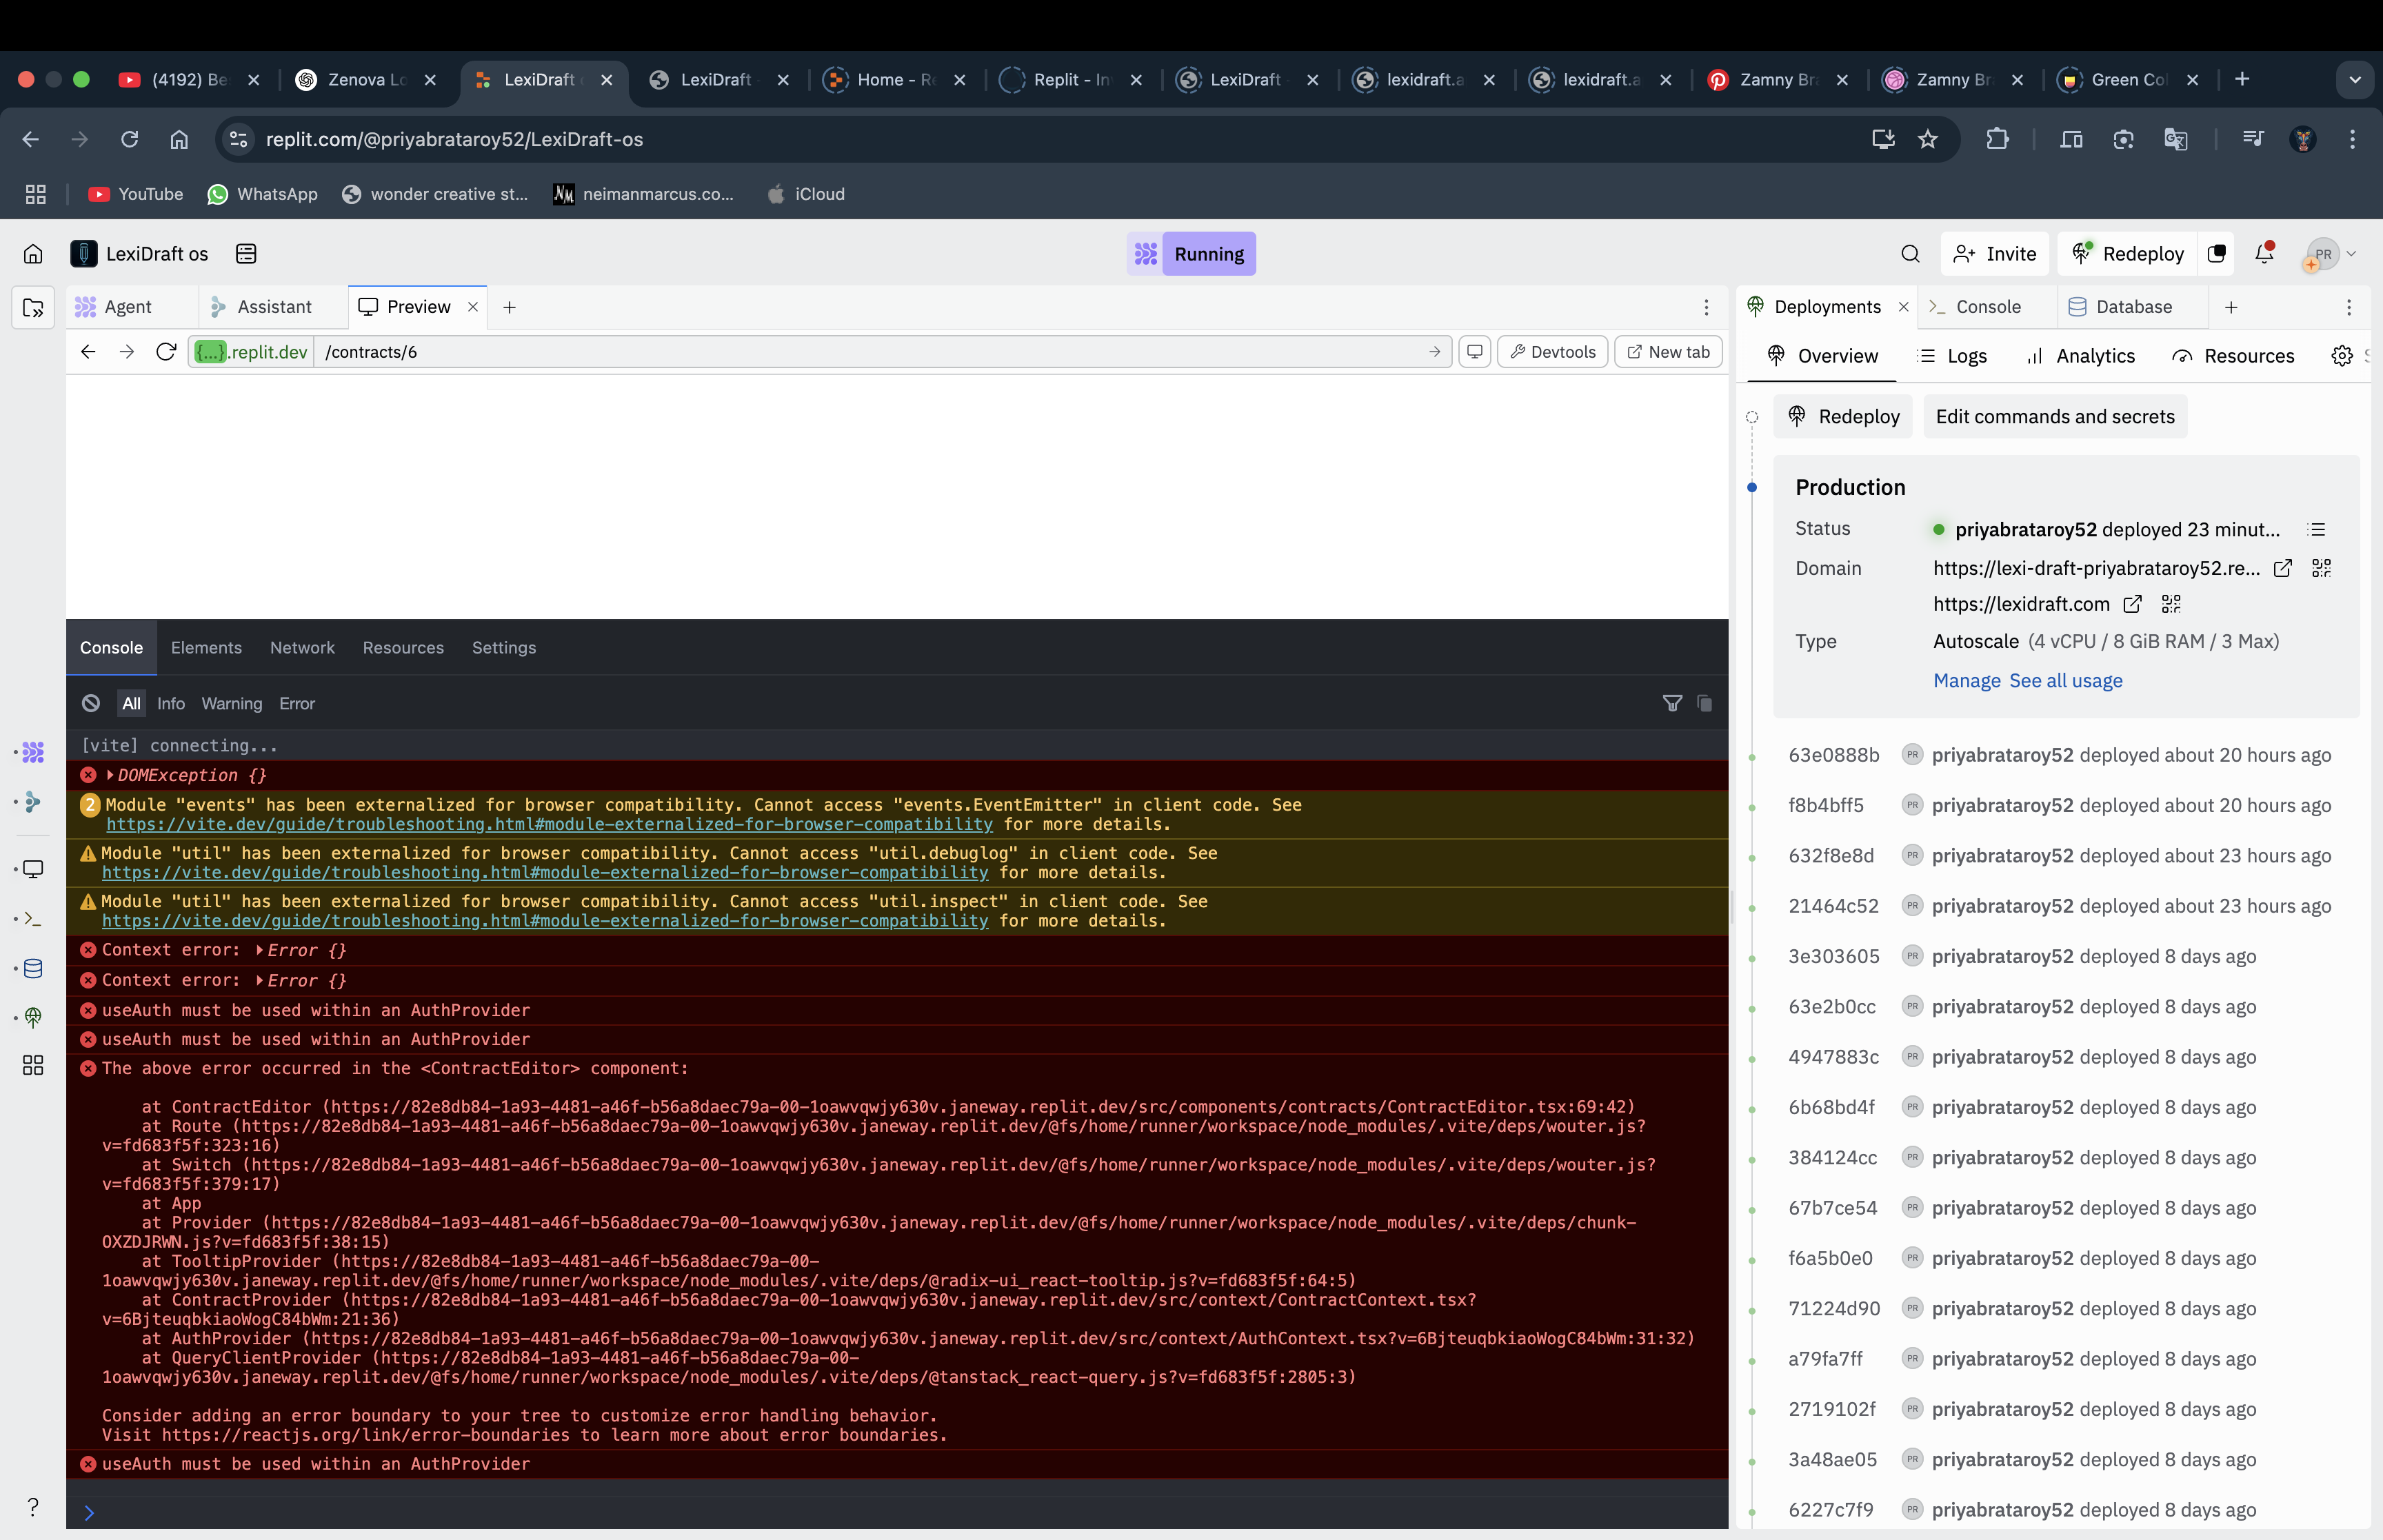 (4192) Be
Zenova Lo
LexiDraft
LexiDraft
Home - Re
Replit - In
LexiDraft
lexidraft.a
lexidraft.a
Zamny Bra
Zamny Br
Green Col
replit.com/@priyabrataroy52/LexiDraft-os
YouTube
WhatsApp
wonder creative st...
neimanmarcus.co...
iCloud
LexiDraft os
Running
Invite
Redeploy
PR
Agent
Assistant
Preview
{...}.replit.dev
/contracts/6
Devtools
New tab
Console
Elements
Network
Resources
Settings
All
Info
Warning
Error
[vite] connecting...
DOMException {}
2 Module "events" has been externalized for browser compatibility. Cannot access "events.EventEmitter" in client code. See
https://vite.dev/guide/troubleshooting.html#module-externalized-for-browser-compatibility for more details.
Module "util" has been externalized for browser compatibility. Cannot access "util.debuglog" in client code. See
https://vite.dev/guide/troubleshooting.html#module-externalized-for-browser-compatibility for more details.
Module "util" has been externalized for browser compatibility. Cannot access "util.inspect" in client code. See
https://vite.dev/guide/troubleshooting.html#module-externalized-for-browser-compatibility for more details.
Context error: Error {}
Context error: Error {}
useAuth must be used within an AuthProvider
useAuth must be used within an AuthProvider
The above error occurred in the <ContractEditor> component:
at ContractEditor (https://82e8db84-1a93-4481-a46f-b56a8daec79a-00-1oawvqwjy630v.janeway.replit.dev/src/components/contracts/ContractEditor.tsx:69:42)
at Route (https://82e8db84-1a93-4481-a46f-b56a8daec79a-00-1oawvqwjy630v.janeway.replit.dev/@fs/home/runner/workspace/node_modules/.vite/deps/wouter.js?
v=fd683f5f:323:16)
at Switch (https://82e8db84-1a93-4481-a46f-b56a8daec79a-00-1oawvqwjy630v.janeway.replit.dev/@fs/home/runner/workspace/node_modules/.vite/deps/wouter.js?
v=fd683f5f:379:17)
at App
at Provider (https://82e8db84-1a93-4481-a46f-b56a8daec79a-00-1oawvqwjy630v.janeway.replit.dev/@fs/home/runner/workspace/node_modules/.vite/deps/chunk-
OXZDJRWN.js?v=fd683f5f:38:15)
at TooltipProvider (https://82e8db84-1a93-4481-a46f-b56a8daec79a-00-
1oawvqwjy630v.janeway.replit.dev/@fs/home/runner/workspace/node_modules/.vite/deps/@radix-ui_react-tooltip.js?v=fd683f5f:64:5)
at ContractProvider (https://82e8db84-1a93-4481-a46f-b56a8daec79a-00-1oawvqwjy630v.janeway.replit.dev/src/context/ContractContext.tsx?
v=6BjteuqbkiaoWogC84bWm:21:36)
at AuthProvider (https://82e8db84-1a93-4481-a46f-b56a8daec79a-00-1oawvqwjy630v.janeway.replit.dev/src/context/AuthContext.tsx?v=6BjteuqbkiaoWogC84bWm:31:32)
at QueryClientProvider (https://82e8db84-1a93-4481-a46f-b56a8daec79a-00-
1oawvqwjy630v.janeway.replit.dev/@fs/home/runner/workspace/node_modules/.vite/deps/@tanstack_react-query.js?v=fd683f5f:2805:3)
Consider adding an error boundary to your tree to customize error handling behavior.
Visit https://reactjs.org/link/error-boundaries to learn more about error boundaries.
useAuth must be used within an AuthProvider
Deployments
Console
Database
Overview
Logs
Analytics
Resources
Redeploy
Edit commands and secrets
Production
Status priyabrataroy52 deployed 23 minut...
Domain https://lexi-draft-priyabrataroy52.re...
https://lexidraft.com
Type Autoscale (4 vCPU / 8 GiB RAM / 3 Max)
Manage See all usage
63e0888b PR priyabrataroy52 deployed about 20 hours ago
f8b4bff5 PR priyabrataroy52 deployed about 20 hours ago
632f8e8d PR priyabrataroy52 deployed about 23 hours ago
21464c52 PR priyabrataroy52 deployed about 23 hours ago
3e303605 PR priyabrataroy52 deployed 8 days ago
63e2b0cc PR priyabrataroy52 deployed 8 days ago
4947883c PR priyabrataroy52 deployed 8 days ago
6b68bd4f PR priyabrataroy52 deployed 8 days ago
384124cc PR priyabrataroy52 deployed 8 days ago
67b7ce54 PR priyabrataroy52 deployed 8 days ago
f6a5b0e0 PR priyabrataroy52 deployed 8 days ago
71224d90 PR priyabrataroy52 deployed 8 days ago
a79fa7ff PR priyabrataroy52 deployed 8 days ago
2719102f PR priyabrataroy52 deployed 8 days ago
3a48ae05 PR priyabrataroy52 deployed 8 days ago
6227c7f9 PR priyabrataroy52 deployed 8 days ago